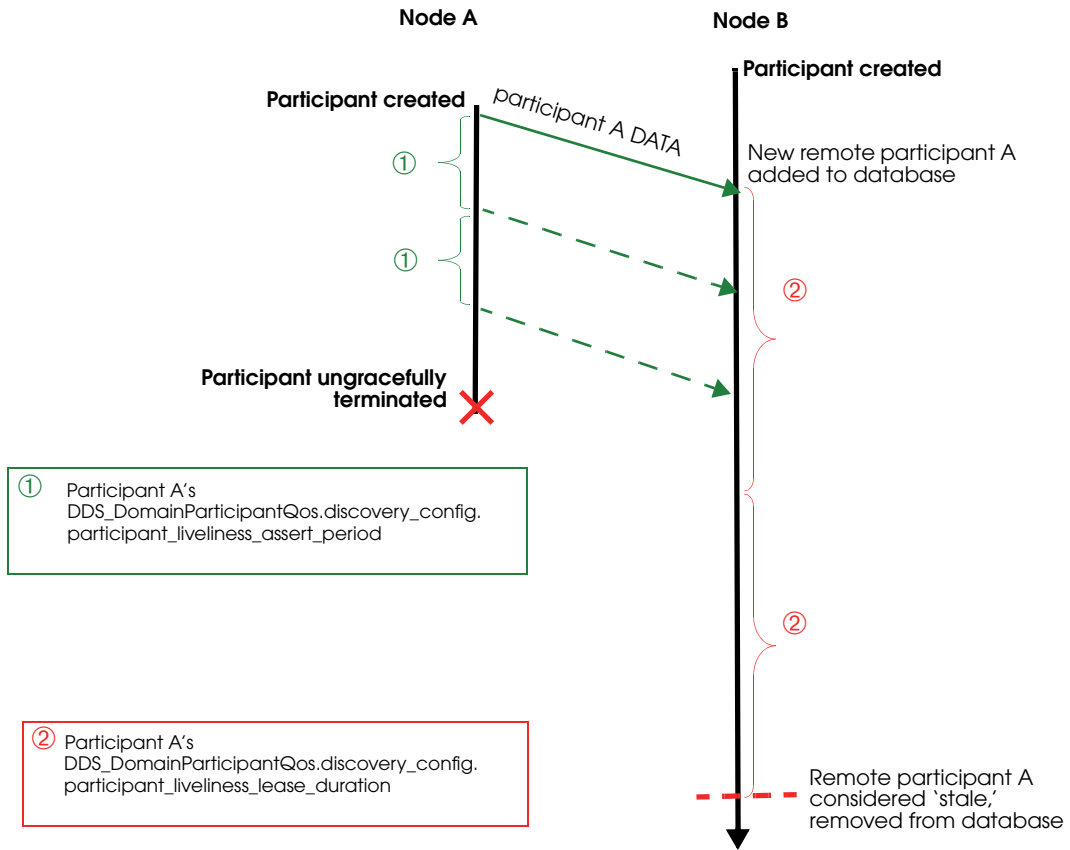 Node A
Node B
Participant created
Participant created
participant A DATA
New remote participant A
added to database
①
①
②
Participant ungracefully
terminated
① Participant A’s
DDS_DomainParticipantQos.discovery_config.
participant_liveliness_assert_period
②
② Participant A’s
DDS_DomainParticipantQos.discovery_config.
participant_liveliness_lease_duration
Remote participant A
considered ‘stale,’
removed from database